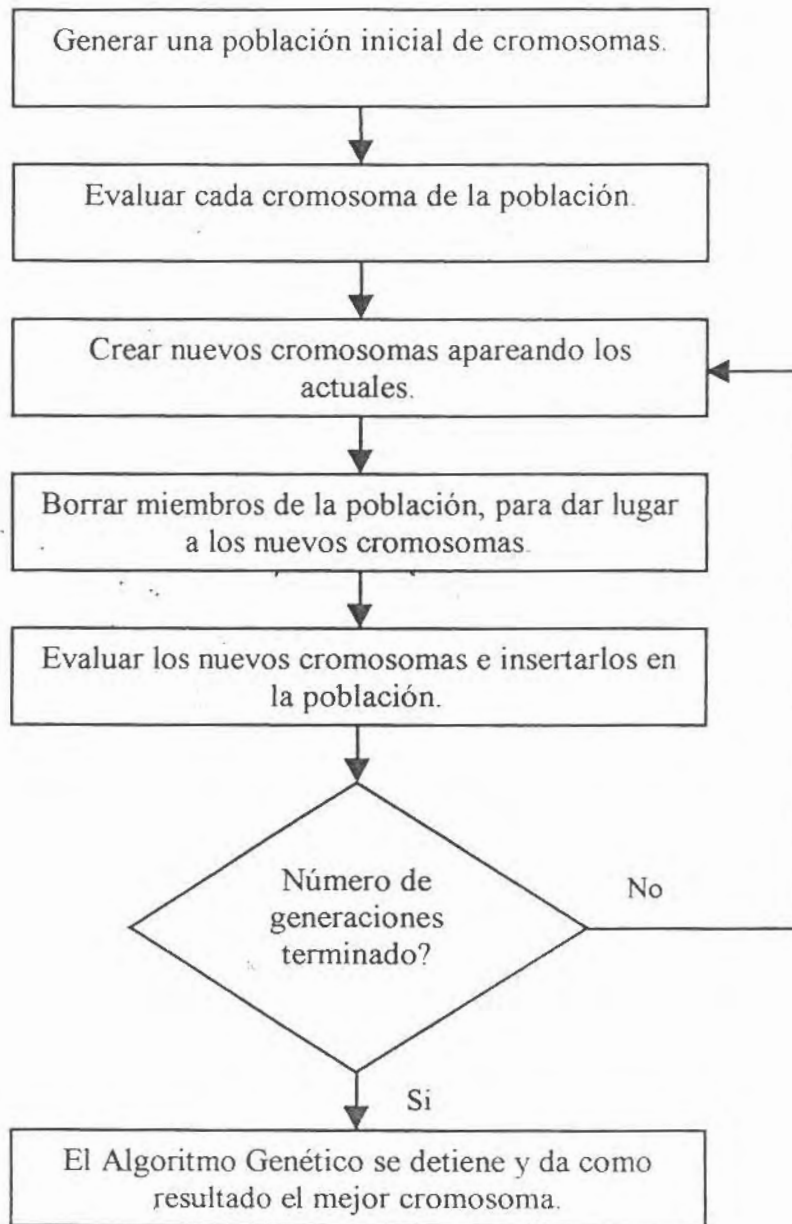 Generar una población inicial de cromosomas.
Evaluar cada cromosoma de la población.
Crear nuevos cromosomas apareando los
actuales.
Borrar miembros de la población, para dar lugar
a los nuevos cromosomas.
Evaluar los nuevos cromosomas e insertarlos en
la población.
Número de
generaciones
terminado?
No
Si
El Algoritmo Genético se detiene y da como
resultado el mejor cromosoma.